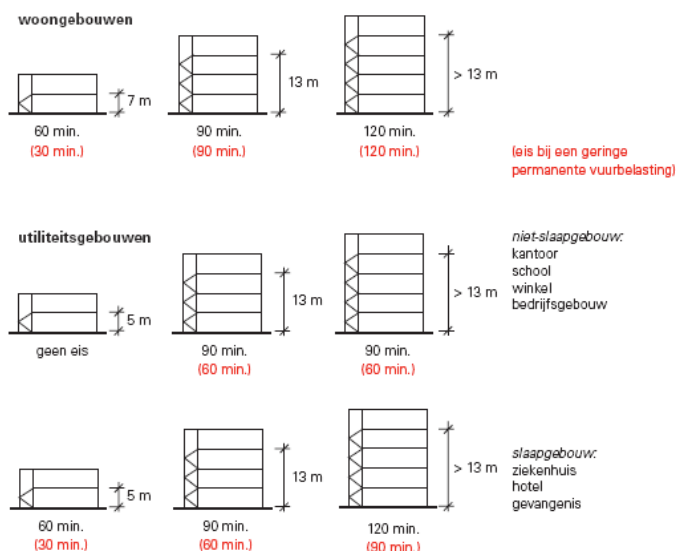 woongebouwen
7 m
13 m
> 13 m
60 min.
90 min.
120 min.
(30 min.)
(90 min.)
(120 min.)
(eis bij een geringe
permanente vuurbelasting)
utiliteitsgebouwen
niet-slaapgebouw:
kantoor
school
winkel
bedrijfsgebouw
5 m
13 m
> 13 m
geen eis
90 min.
90 min.
(60 min.)
(60 min.)
slaapgebouw:
ziekenhuis
hotel
gevangenis
5 m
13 m
> 13 m
60 min.
90 min.
120 min.
(30 min.)
(60 min.)
(90 min.)